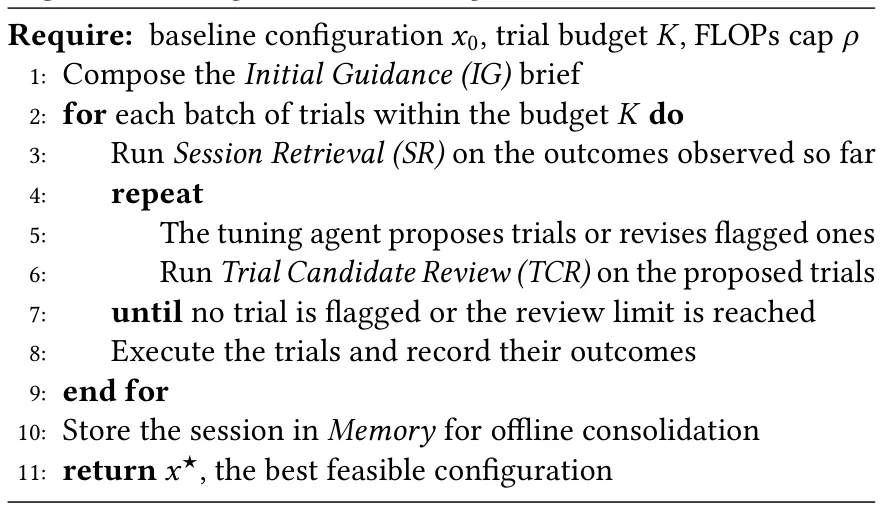 Require: baseline configuration x₀, trial budget K, FLOPs cap ρ
1: Compose the Initial Guidance (IG) brief
2: for each batch of trials within the budget K do
3: Run Session Retrieval (SR) on the outcomes observed so far
4: repeat
5: The tuning agent proposes trials or revises flagged ones
6: Run Trial Candidate Review (TCR) on the proposed trials
7: until no trial is flagged or the review limit is reached
8: Execute the trials and record their outcomes
9: end for
10: Store the session in Memory for offline consolidation
11: return x★, the best feasible configuration